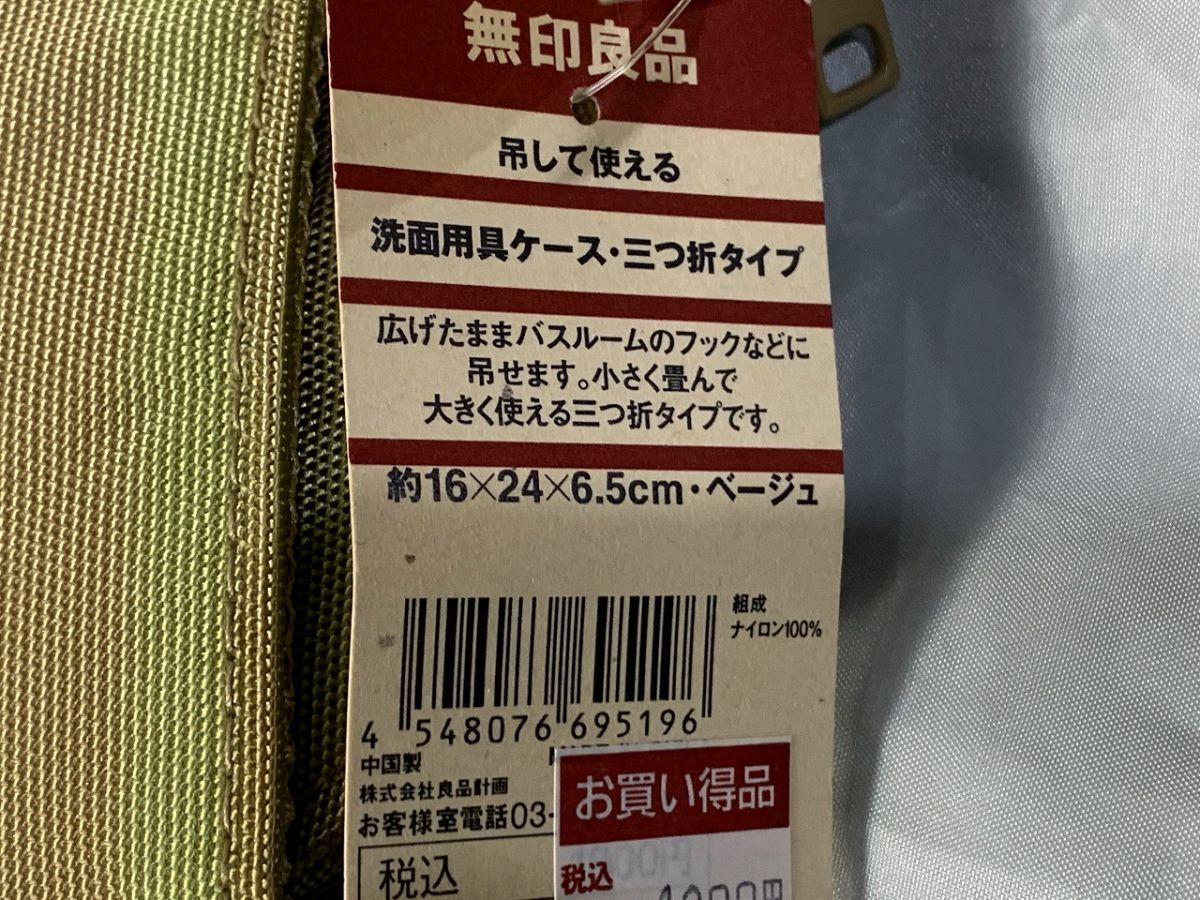 無印良品
吊して使える
洗面用具ケース・三つ折タイプ
広げたままバスルームのフックなどに
吊せます。小さく畳んで
大きく使える三つ折タイプです。
約16×24×6.5cm・ベージュ
組成
ナイロン100%
4 548076 695196
中国製
株式会社良品計画
お客様室電話03-
お買い得品
税込
税込